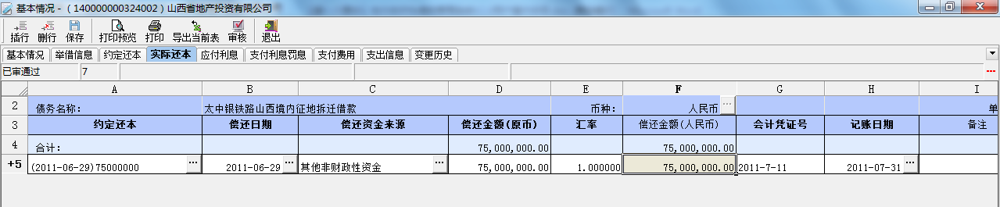 基本情况 - （140000000324002）山西省地产投资有限公司
插行 删行 保存 打印预览 打印 导出当前表 审核 退出
基本情况 举借信息 约定还本 实际还本 应付利息 支付利息罚息 支付费用 支出信息 变更历史
已审通过 7
A B C D E F G H I
2 债务名称: 太中银铁路山西境内征地拆迁借款 币种: 人民币 ... 单
3 约定还本 偿还日期 偿还资金来源 偿还金额(原币) 汇率 偿还金额(人民币) 会计凭证号 记账日期 备注
4 合计: 75,000,000.00 75,000,000.00
+5 (2011-06-29)75000000 ... 2011-06-29 ... 其他非财政性资金 ... 75,000,000.00 1.000000 75,000,000.00 2011-7-11 2011-07-31 ...